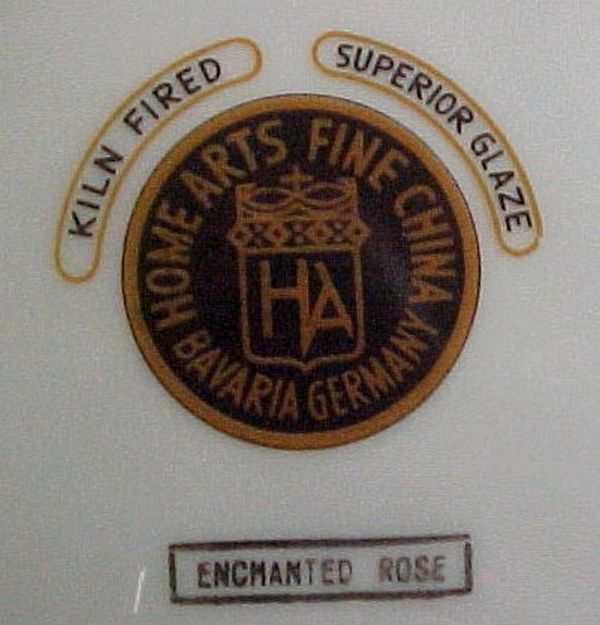 KILN FIRED
SUPERIOR GLAZE
HOME ARTS FINE CHINA
HA
BAVARIA GERMANY
ENCHANTED ROSE